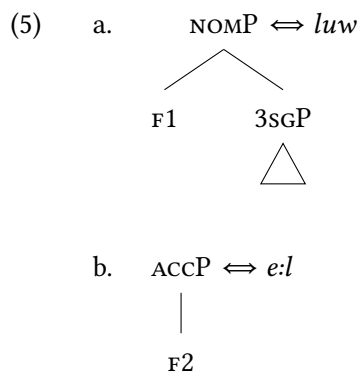 (5) a. NOMP ⇔ luw
F1 3SGP
b. ACCP ⇔ e:l
F2